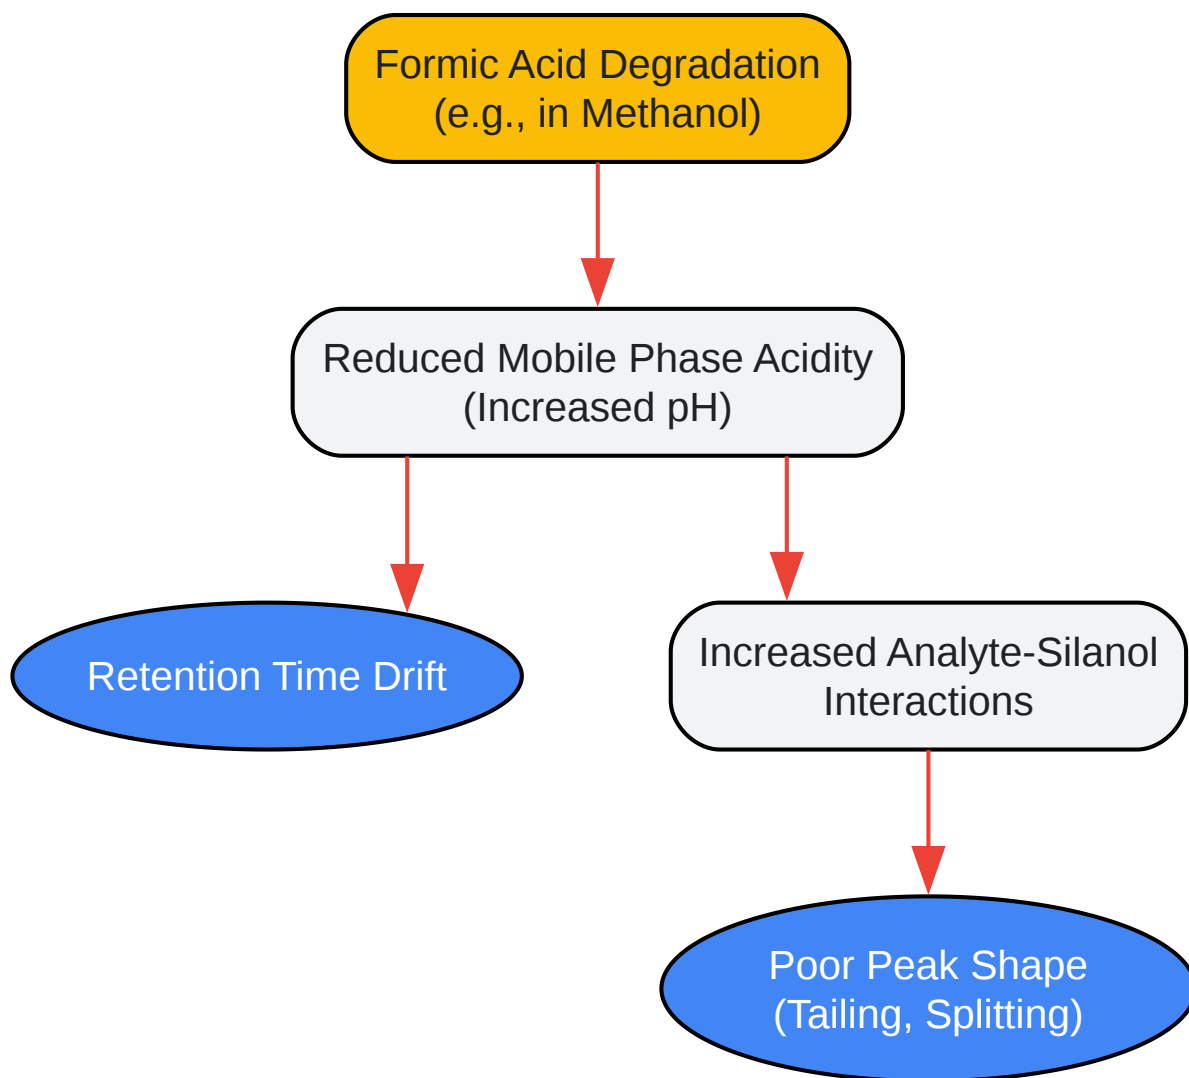 Formic Acid Degradation
(e.g., in Methanol)
Reduced Mobile Phase Acidity
(Increased pH)
Retention Time Drift
Increased Analyte-Silanol
Interactions
Poor Peak Shape
(Tailing, Splitting)